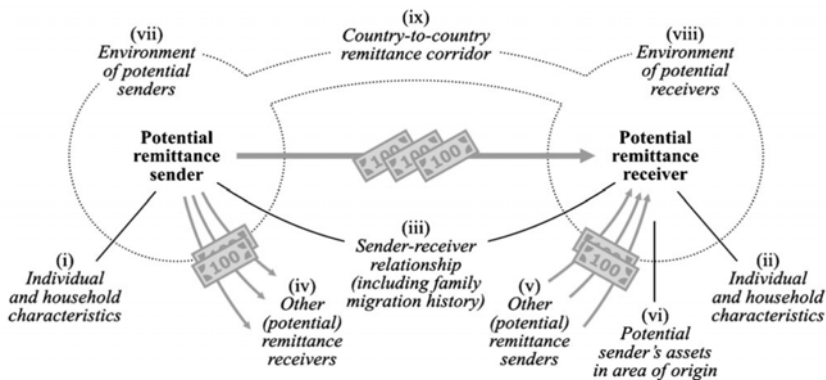 (ix)
Country-to-country
remittance corridor
(vii)
Environment
of potential
senders
(viii)
Environment
of potential
receivers
Potential
remittance
sender
100
100
100
Potential
remittance
receiver
(i)
Individual
and household
characteristics
100
(iv)
Other
(potential)
remittance
receivers
(iii)
Sender-receiver
relationship
(including family
migration history)
(v)
Other
(potential)
remittance
senders
100
(vi)
Potential
sender's assets
in area of origin
(ii)
Individual
and household
characteristics